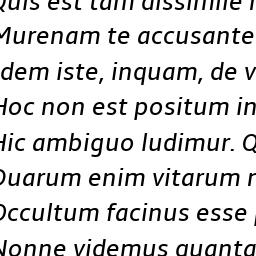 Quis est tam dissimile
Murenam te accusante
dem iste, inquam, de v
Hoc non est positum in
Hic ambiguo ludimur. Q
Duarum enim vitarum
Occultum facinus esse
Nonne videmus quanta